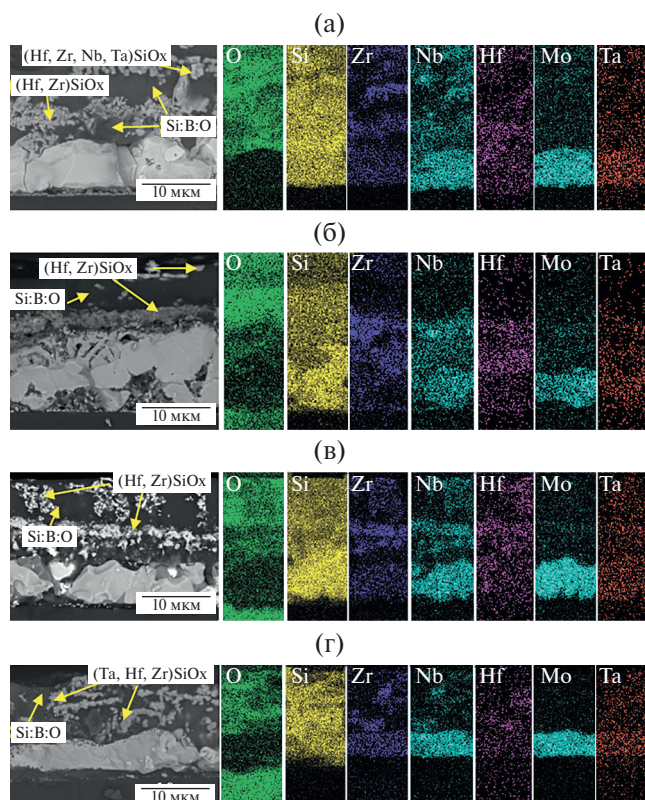 (а)
(Hf, Zr, Nb, Ta)SiOx
(Hf, Zr)SiOx
Si:B:O
10 мкм
O Si Zr Nb Hf Mo Ta
(б)
(Hf, Zr)SiOx
Si:B:O
10 мкм
O Si Zr Nb Hf Mo Ta
(в)
(Hf, Zr)SiOx
Si:B:O
10 мкм
O Si Zr Nb Hf Mo Ta
(г)
(Ta, Hf, Zr)SiOx
Si:B:O
O Si Zr Nb Hf Mo Ta